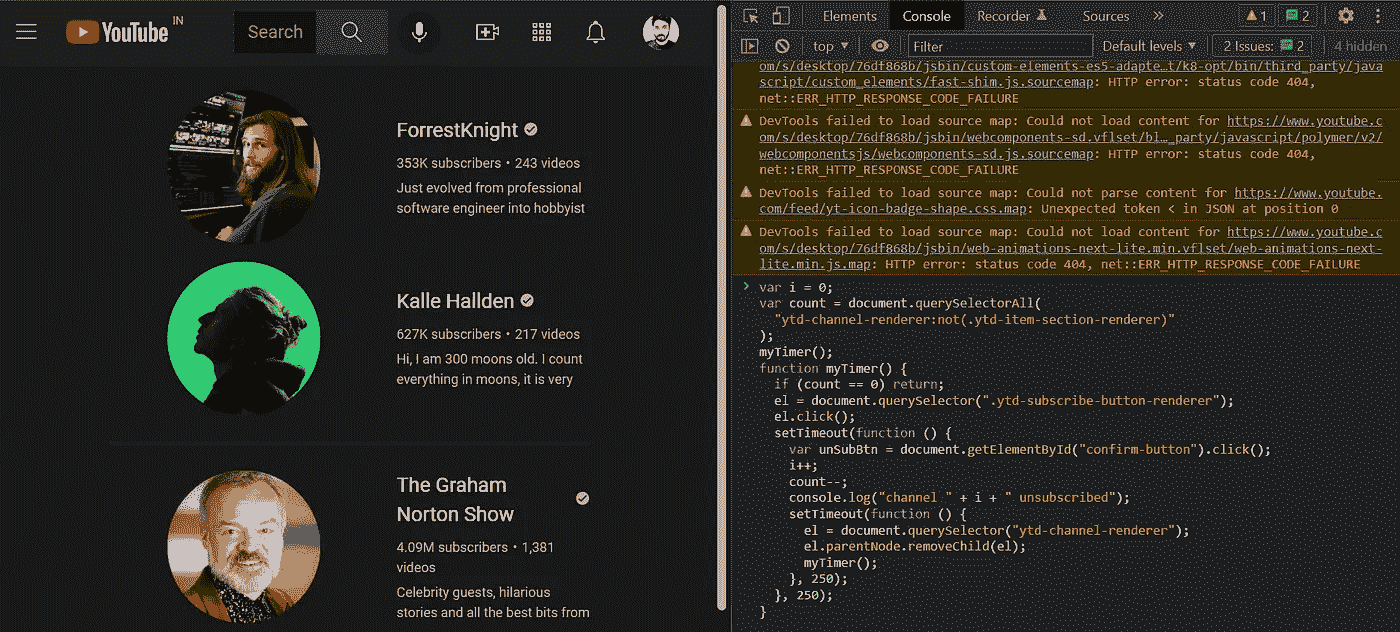 YouTube IN
Search
ForrestKnight
353K subscribers • 243 videos
Just evolved from professional
software engineer into hobbyist
Kalle Hallden
627K subscribers • 217 videos
Hi, I am 300 moons old. I count
everything in moons, it is very
The Graham
Norton Show
4.09M subscribers • 1,381
videos
Celebrity guests, hilarious
stories and all the best bits from
Elements Console Recorder Sources 1 2
top Filter Default levels 2 Issues: 2 4 hidden
om/s/desktop/76df868b/jsbin/custom-elements-es5-adapte…t/k8-opt/bin/third_party/java
script/custom_elements/fast-shim.js.sourcemap: HTTP error: status code 404,
net::ERR_HTTP_RESPONSE_CODE_FAILURE
DevTools failed to load source map: Could not load content for https://www.youtube.c
om/s/desktop/76df868b/jsbin/webcomponents-sd.vflset/bl…_party/javascript/polymer/v2/
webcomponentsjs/webcomponents-sd.js.sourcemap: HTTP error: status code 404,
net::ERR_HTTP_RESPONSE_CODE_FAILURE
DevTools failed to load source map: Could not parse content for https://www.youtube.
com/feed/yt-icon-badge-shape.css.map: Unexpected token < in JSON at position 0
DevTools failed to load source map: Could not load content for https://www.youtube.c
om/s/desktop/76df868b/jsbin/web-animations-next-lite.min.vflset/web-animations-next-
lite.min.js.map: HTTP error: status code 404, net::ERR_HTTP_RESPONSE_CODE_FAILURE
> var i = 0;
var count = document.querySelectorAll(
"ytd-channel-renderer:not(.ytd-item-section-renderer)"
);
myTimer();
function myTimer() {
if (count == 0) return;
el = document.querySelector(".ytd-subscribe-button-renderer");
el.click();
setTimeout(function () {
var unSubBtn = document.getElementById("confirm-button").click();
i++;
count--;
console.log("channel " + i + " unsubscribed");
setTimeout(function () {
el = document.querySelector("ytd-channel-renderer");
el.parentNode.removeChild(el);
myTimer();
}, 250);
}, 250);
}